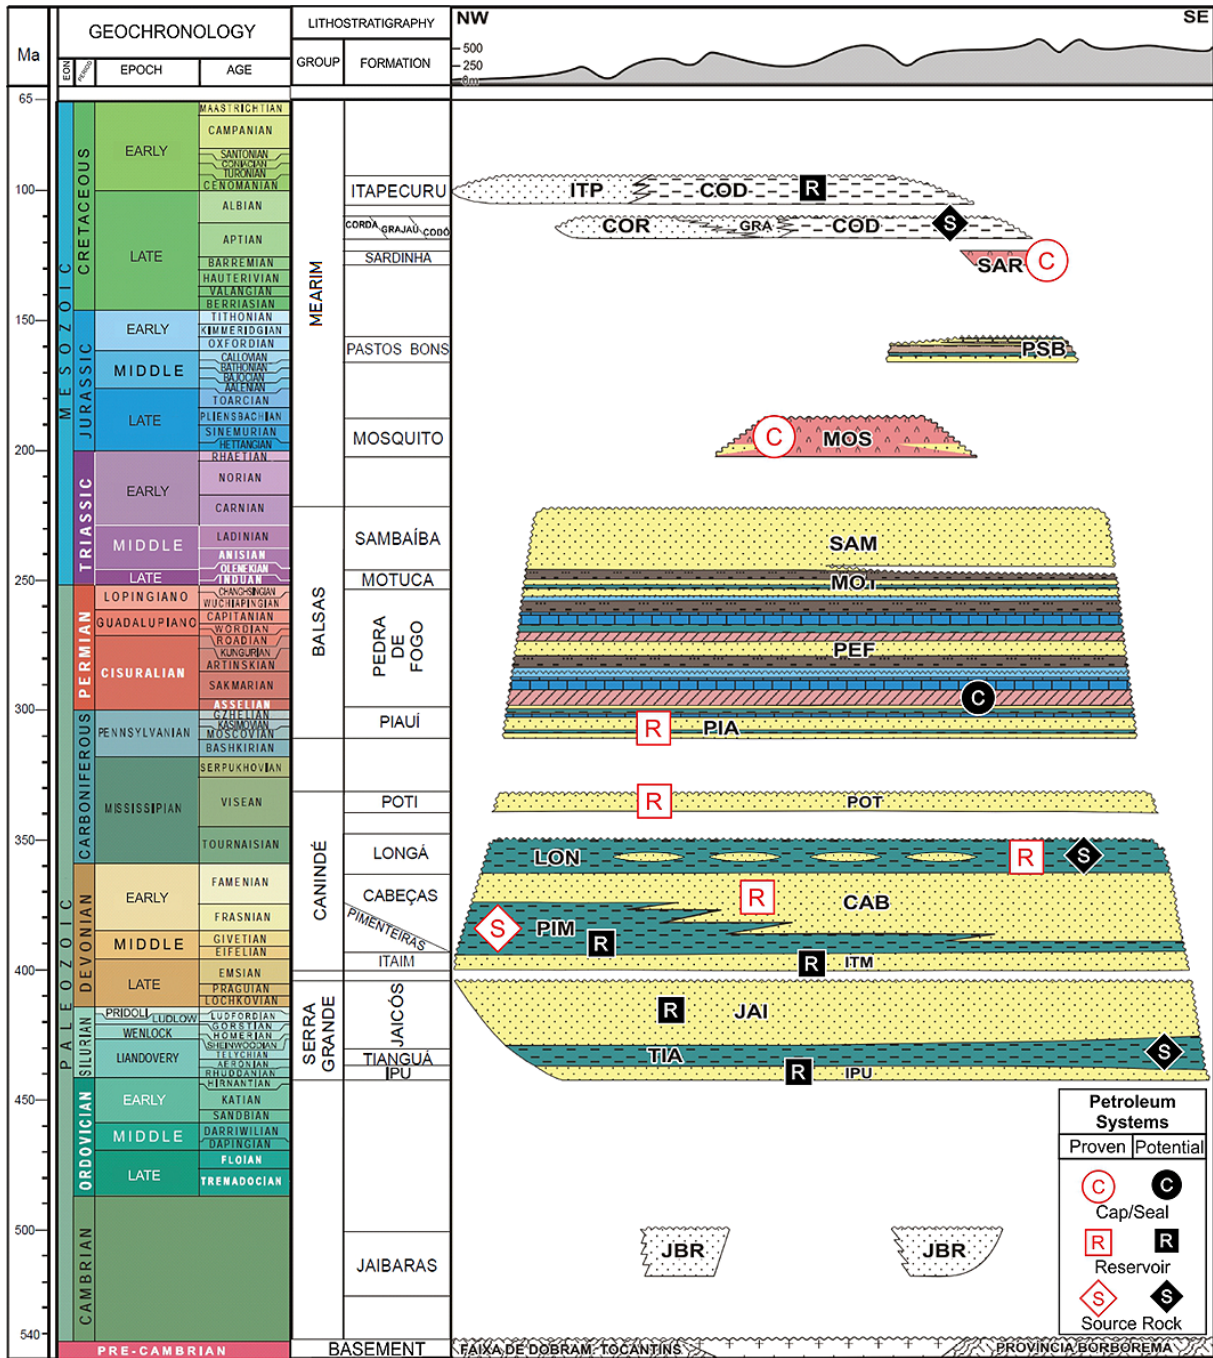 GEOCHRONOLOGY
LITHOSTRATIGRAPHY
NW
SE
Ma
EON
PERIOD
EPOCH
AGE
GROUP
FORMATION
500
250
0m
65
100
150
200
250
300
350
400
450
500
540
MESOZOIC
PALEOZOIC
CRETACEOUS
JURASSIC
TRIASSIC
PERMIAN
CARBONIFEROUS
DEVONIAN
SILURIAN
ORDOVICIAN
CAMBRIAN
PRE-CAMBRIAN
EARLY
LATE
EARLY
MIDDLE
LATE
EARLY
MIDDLE
LATE
LOPINGIANO
GUADALUPIANO
CISURALIAN
PENNSYLVANIAN
MISSISSIPIAN
EARLY
MIDDLE
LATE
PRIDOLI
LUDLOW
WENLOCK
LIANDOVERY
EARLY
MIDDLE
LATE
MAASTRICHTIAN
CAMPANIAN
SANTONIAN
CONIACIAN
TURONIAN
CENOMANIAN
ALBIAN
APTIAN
BARREMIAN
HAUTERIVIAN
VALANGIAN
BERRIASIAN
TITHONIAN
KIMMERIDGIAN
OXFORDIAN
CALLOVIAN
BATHONIAN
BAJOCIAN
AALENIAN
TOARCIAN
PLIENSBACHIAN
SINEMURIAN
HETTANGIAN
RHAETIAN
NORIAN
CARNIAN
LADINIAN
ANISIAN
OLENEKIAN
INDUAN
CHANGHSINGIAN
WUCHIAPINGIAN
CAPITANIAN
WORDIAN
ROADIAN
KUNGURIAN
ARTINSKIAN
SAKMARIAN
ASSELIAN
GZHELIAN
KASIMOVIAN
MOSCOVIAN
BASHKIRIAN
SERPUKHOVIAN
VISEAN
TOURNAISIAN
FAMENIAN
FRASNIAN
GIVETIAN
EIFELIAN
EMSIAN
PRAGUIAN
LOCHKOVIAN
LUDFORDIAN
GORSTIAN
HOMERIAN
SHEINWOODIAN
TELYCHIAN
AERONIAN
RHUDDANIAN
HIRNANTIAN
KATIAN
SANDBIAN
DARRIWILIAN
DAPINGIAN
FLOIAN
TREMADOCIAN
MEARIM
BALSAS
CANINDÉ
SERRA GRANDE
BASEMENT
ITAPECURU
CORDA
GRAJAÚ
CODÓ
SARDINHA
PASTOS BONS
MOSQUITO
SAMBAÍBA
MOTUCA
PEDRA
DE
FOGO
PIAUÍ
POTI
LONGÁ
CABEÇAS
PIMENTEIRAS
ITAIM
JAICÓS
TIANGUÁ
IPU
JAIBARAS
ITP
COD
R
COR
GRA
COD
S
SAR
C
PSB
C
MOS
SAM
MOT
PEF
C
R
PIA
R
POT
LON
R
S
R
CAB
S
PIM
R
R
ITM
R
JAI
TIA
S
R
IPU
JBR
JBR
FAIXA DE DOBRAM. TOCANTINS
PROVÍNCIA BORBOREMA
Petroleum
Systems
Proven
Potential
C
C
Cap/Seal
R
R
Reservoir
S
S
Source Rock